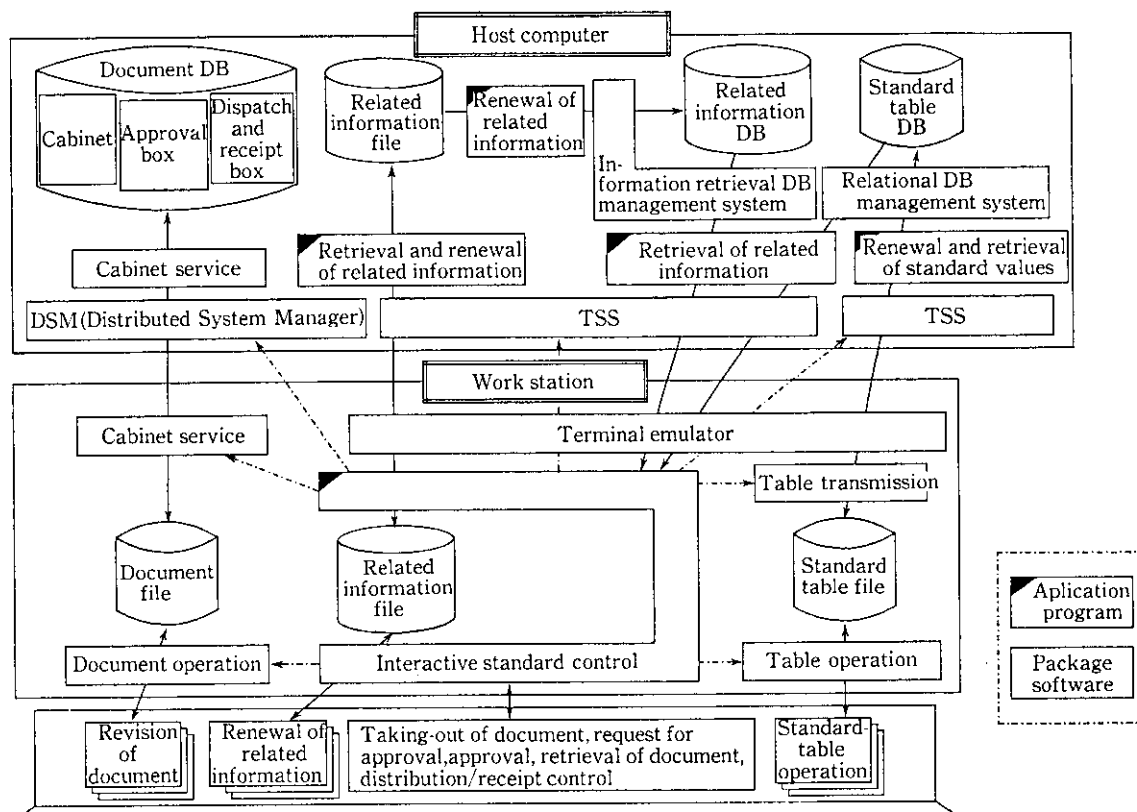 Host computer
Document DB
Cabinet
Approval
box
Dispatch
and
receipt
box
Related
information
file
Renewal of
related
information
Related
information
DB
Standard
table
DB
In-
formation retrieval DB
management system
Relational DB
management system
Cabinet service
Retrieval and renewal
of related information
Retrieval of related
information
Renewal and retrieval
of standard values
DSM(Distributed System Manager)
TSS
TSS
Work station
Cabinet service
Terminal emulator
Table transmission
Document
file
Related
information
file
Standard
table file
Aplication
program
Package
software
Document operation
Interactive standard control
Table operation
Revision
of
document
Renewal of
related
information
Taking-out of document, request for
approval,approval, retrieval of document,
distribution/receipt control
Standard-
table
operation